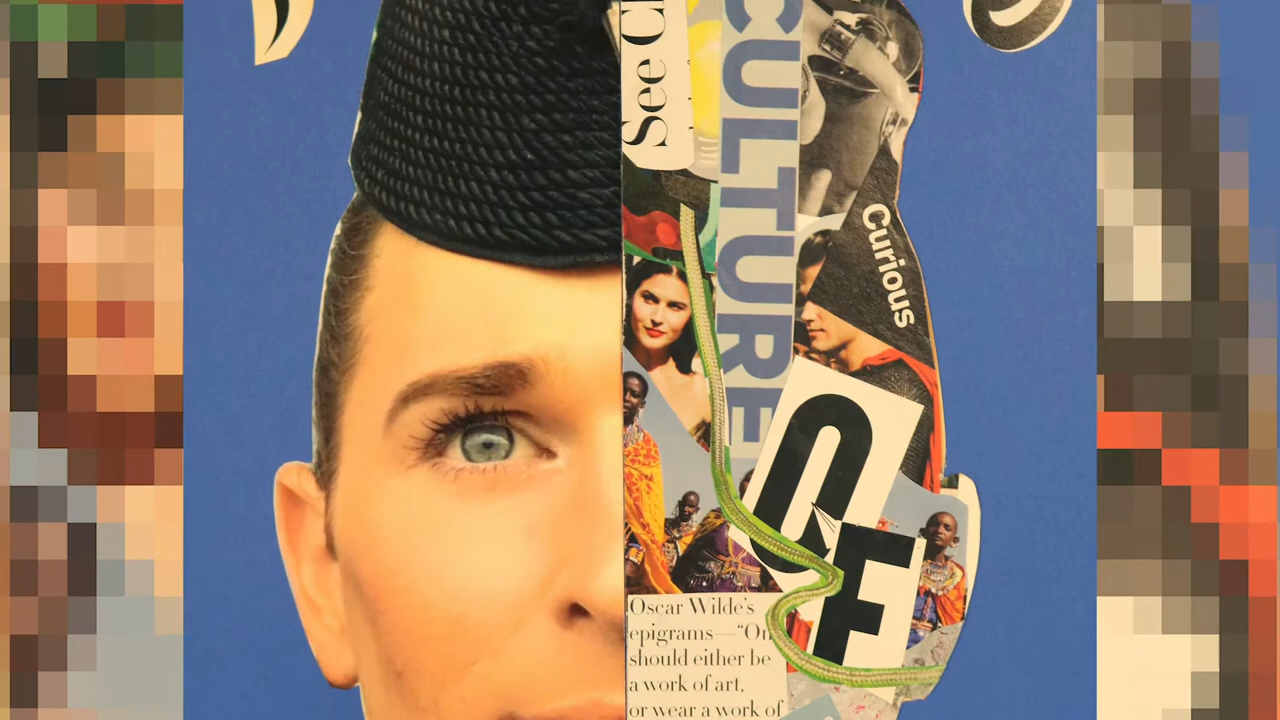 See C
CULTURE
Curious
OF
Oscar Wilde's
epigrams—“On
should either be
a work of art,
or wear a work of